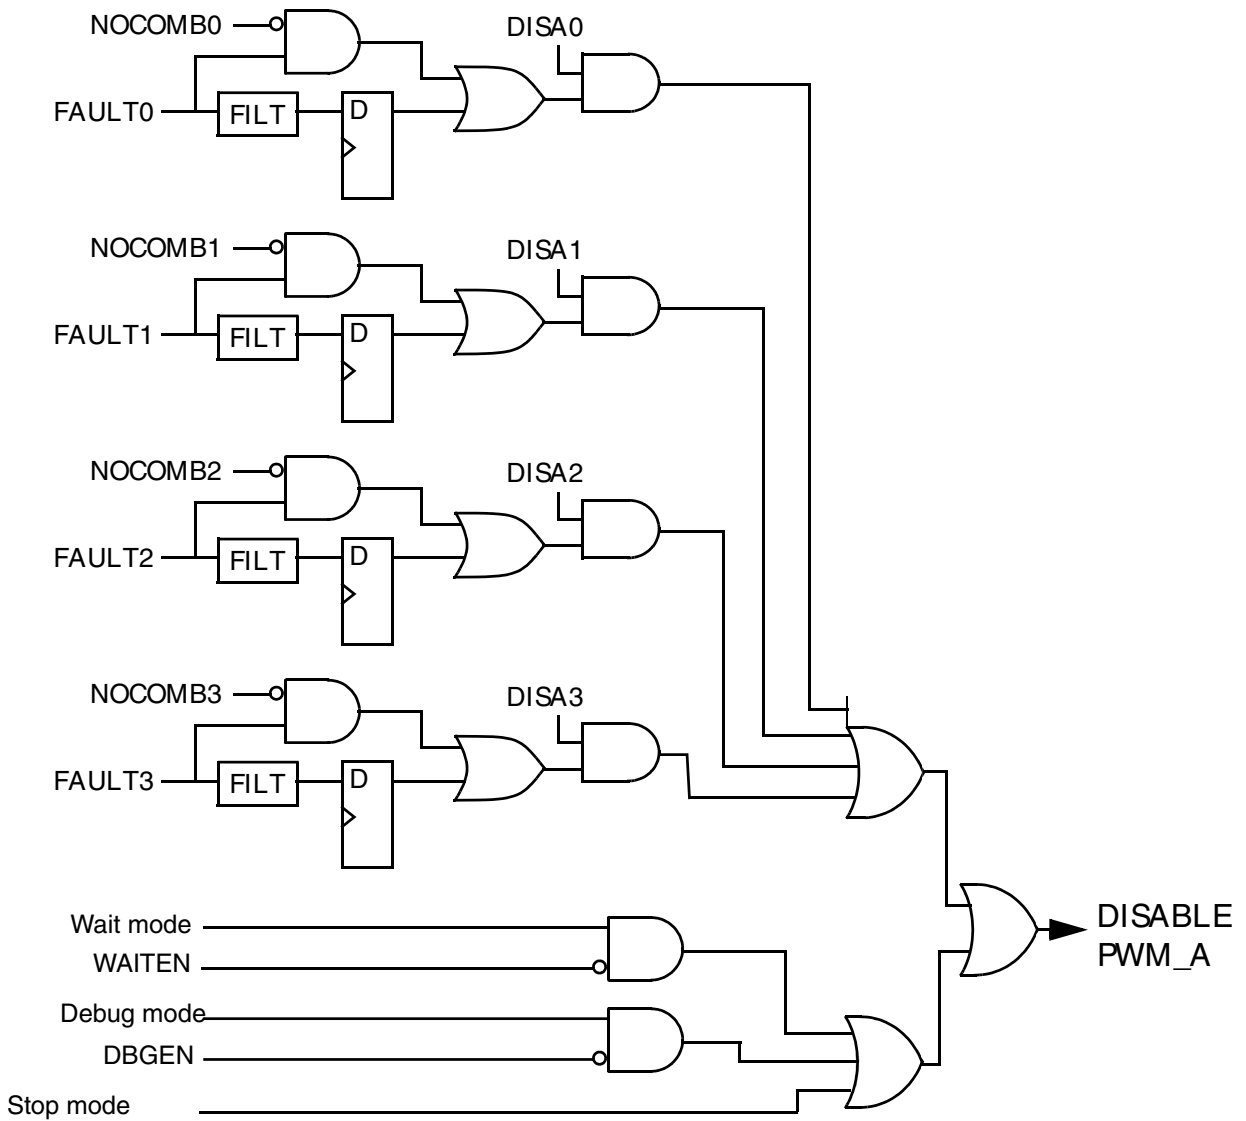 NOCOMB0
DISA0
FAULT0
FILT
D
NOCOMB1
DISA1
FAULT1
FILT
D
NOCOMB2
DISA2
FAULT2
FILT
D
NOCOMB3
DISA3
FAULT3
FILT
D
Wait mode
WAITEN
Debug mode
DBGEN
Stop mode
DISABLE
PWM_A